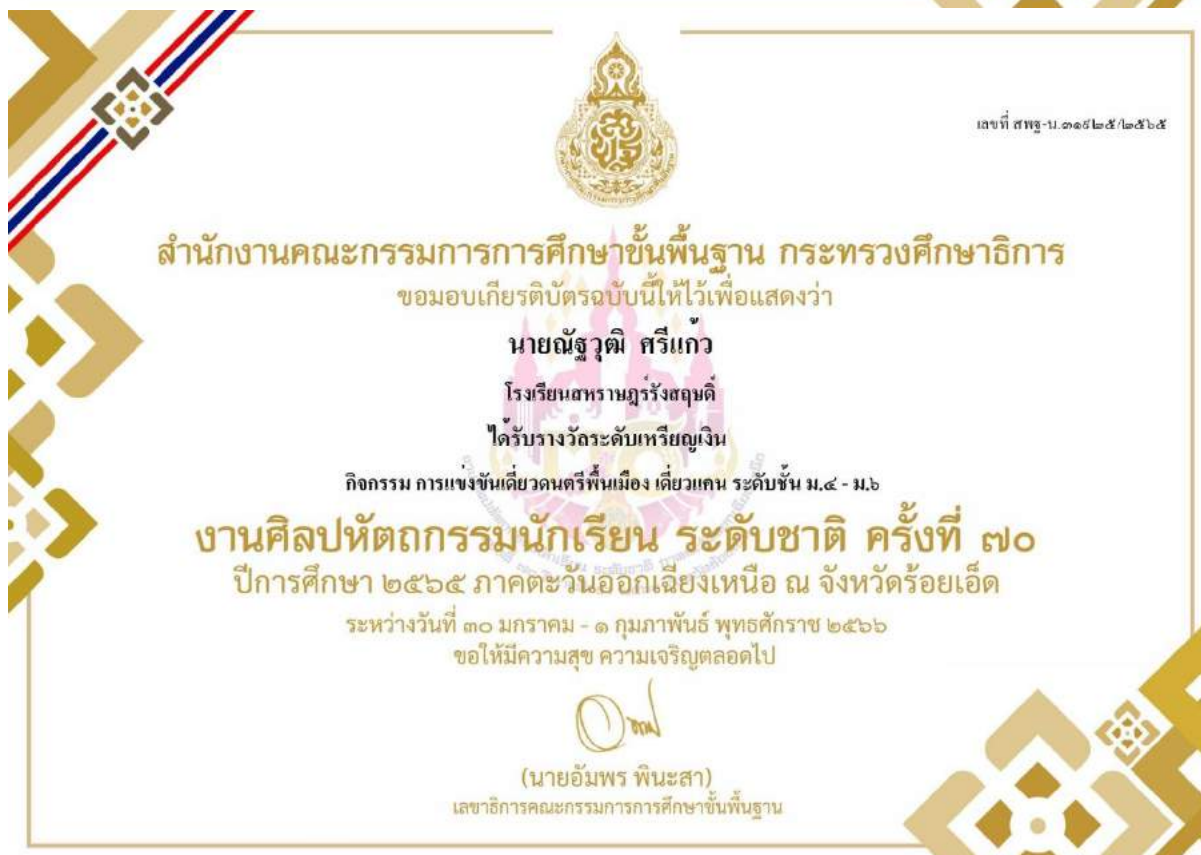 เลขที่ สพฐ-น.๓๑๙๒๕/๒๕๖๕
สำนักงานคณะกรรมการการศึกษาขั้นพื้นฐาน กระทรวงศึกษาธิการ
ขอมอบเกียรติบัตรฉบับนี้ให้ไว้เพื่อแสดงว่า
นายณัฐวุฒิ ศรีแก้ว
โรงเรียนสหราษฎร์รังสฤษดิ์
ได้รับรางวัลระดับเหรียญเงิน
กิจกรรม การแข่งขันเดี่ยวดนตรีพื้นเมือง เดี่ยวแคน ระดับชั้น ม.๔ - ม.๖
งานศิลปหัตถกรรมนักเรียน ระดับชาติ ครั้งที่ ๗๐
ปีการศึกษา ๒๕๖๕ ภาคตะวันออกเฉียงเหนือ ณ จังหวัดร้อยเอ็ด
ระหว่างวันที่ ๓๐ มกราคม - ๑ กุมภาพันธ์ พุทธศักราช ๒๕๖๖
ขอให้มีความสุข ความเจริญตลอดไป
(นายอัมพร พินะสา)
เลขาธิการคณะกรรมการการศึกษาขั้นพื้นฐาน